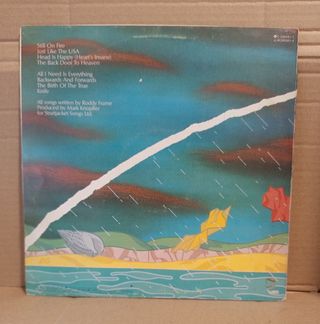 Still On Fire
Just Like The USA
Head Is Happy (Heart's Insane)
The Back Door To Heaven
All I Need Is Everything
Backwards And Forwards
The Birth Of The True
Knife
All songs written by Roddy Frame
Produced by Mark Knopfler
for Straitjacket Songs Ltd.